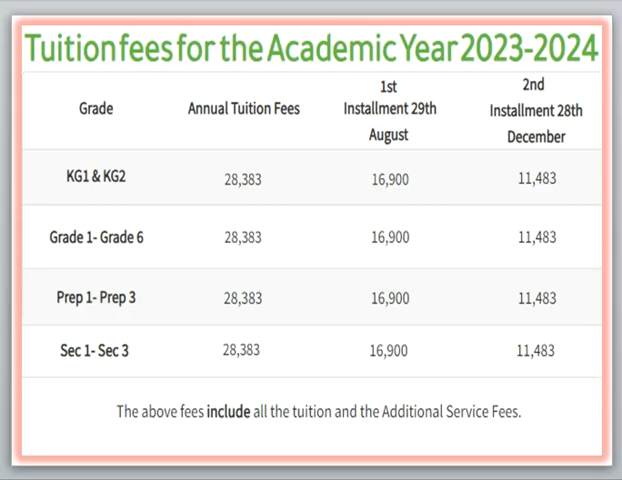 Tuition fees for the Academic Year 2023-2024
Grade Annual Tuition Fees 1st Installment 29th August 2nd Installment 28th December
KG1 & KG2 28,383 16,900 11,483
Grade 1- Grade 6 28,383 16,900 11,483
Prep 1- Prep 3 28,383 16,900 11,483
Sec 1- Sec 3 28,383 16,900 11,483
The above fees include all the tuition and the Additional Service Fees.